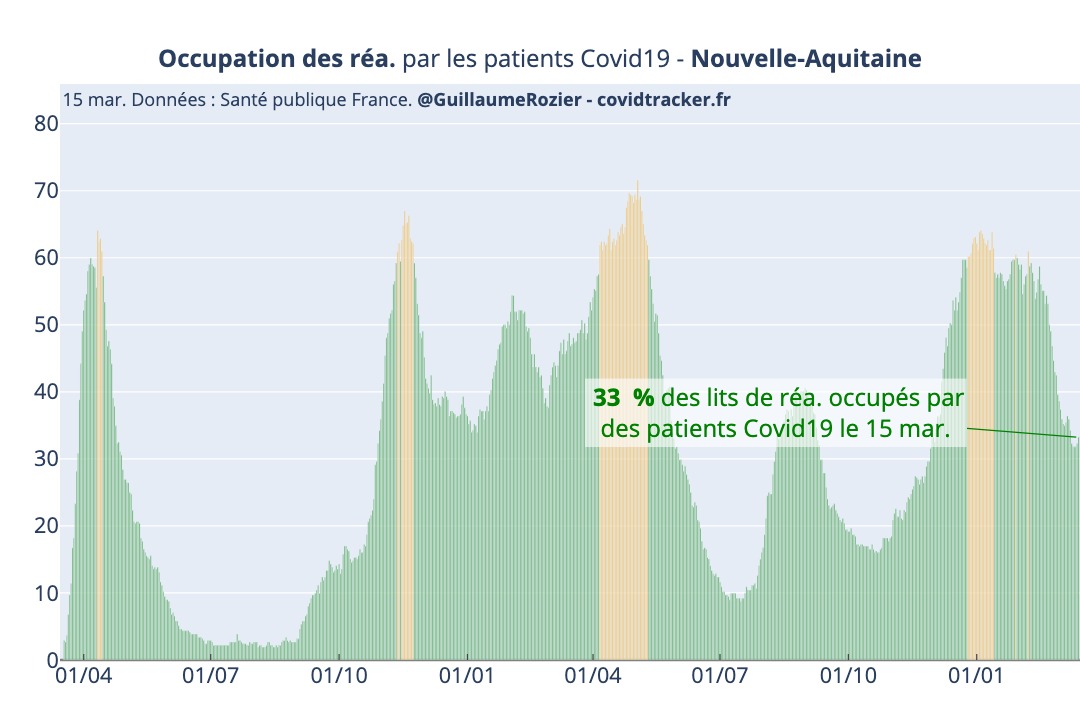 Occupation des réa. par les patients Covid19 - Nouvelle-Aquitaine
15 mar. Données : Santé publique France. @GuillaumeRozier - covidtracker.fr
80
70
60
50
40
30
20
10
0
33 % des lits de réa. occupés par
des patients Covid19 le 15 mar.
01/04 01/07 01/10 01/01 01/04 01/07 01/10 01/01